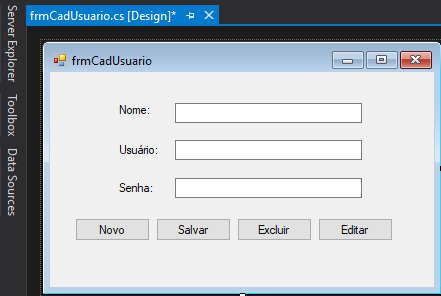 frmCadUsuario.cs [Design]*
Server Explorer
Toolbox
Data Sources
frmCadUsuario
Nome:
Usuário:
Senha:
Novo Salvar Excluir Editar